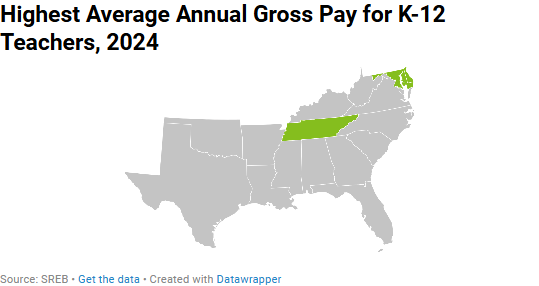 Highest Average Annual Gross Pay for K-12
Teachers, 2024
Source: SREB • Get the data • Created with Datawrapper